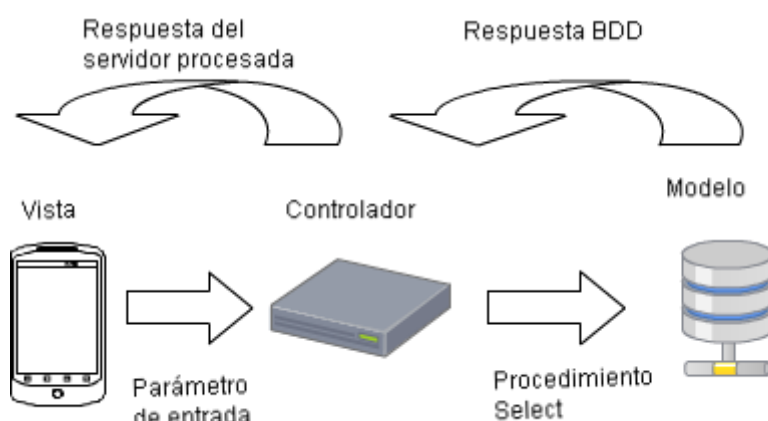 Respuesta del
servidor procesada
Respuesta BDD
Modelo
Vista
Controlador
Parámetro
de entrada
Procedimiento
Select